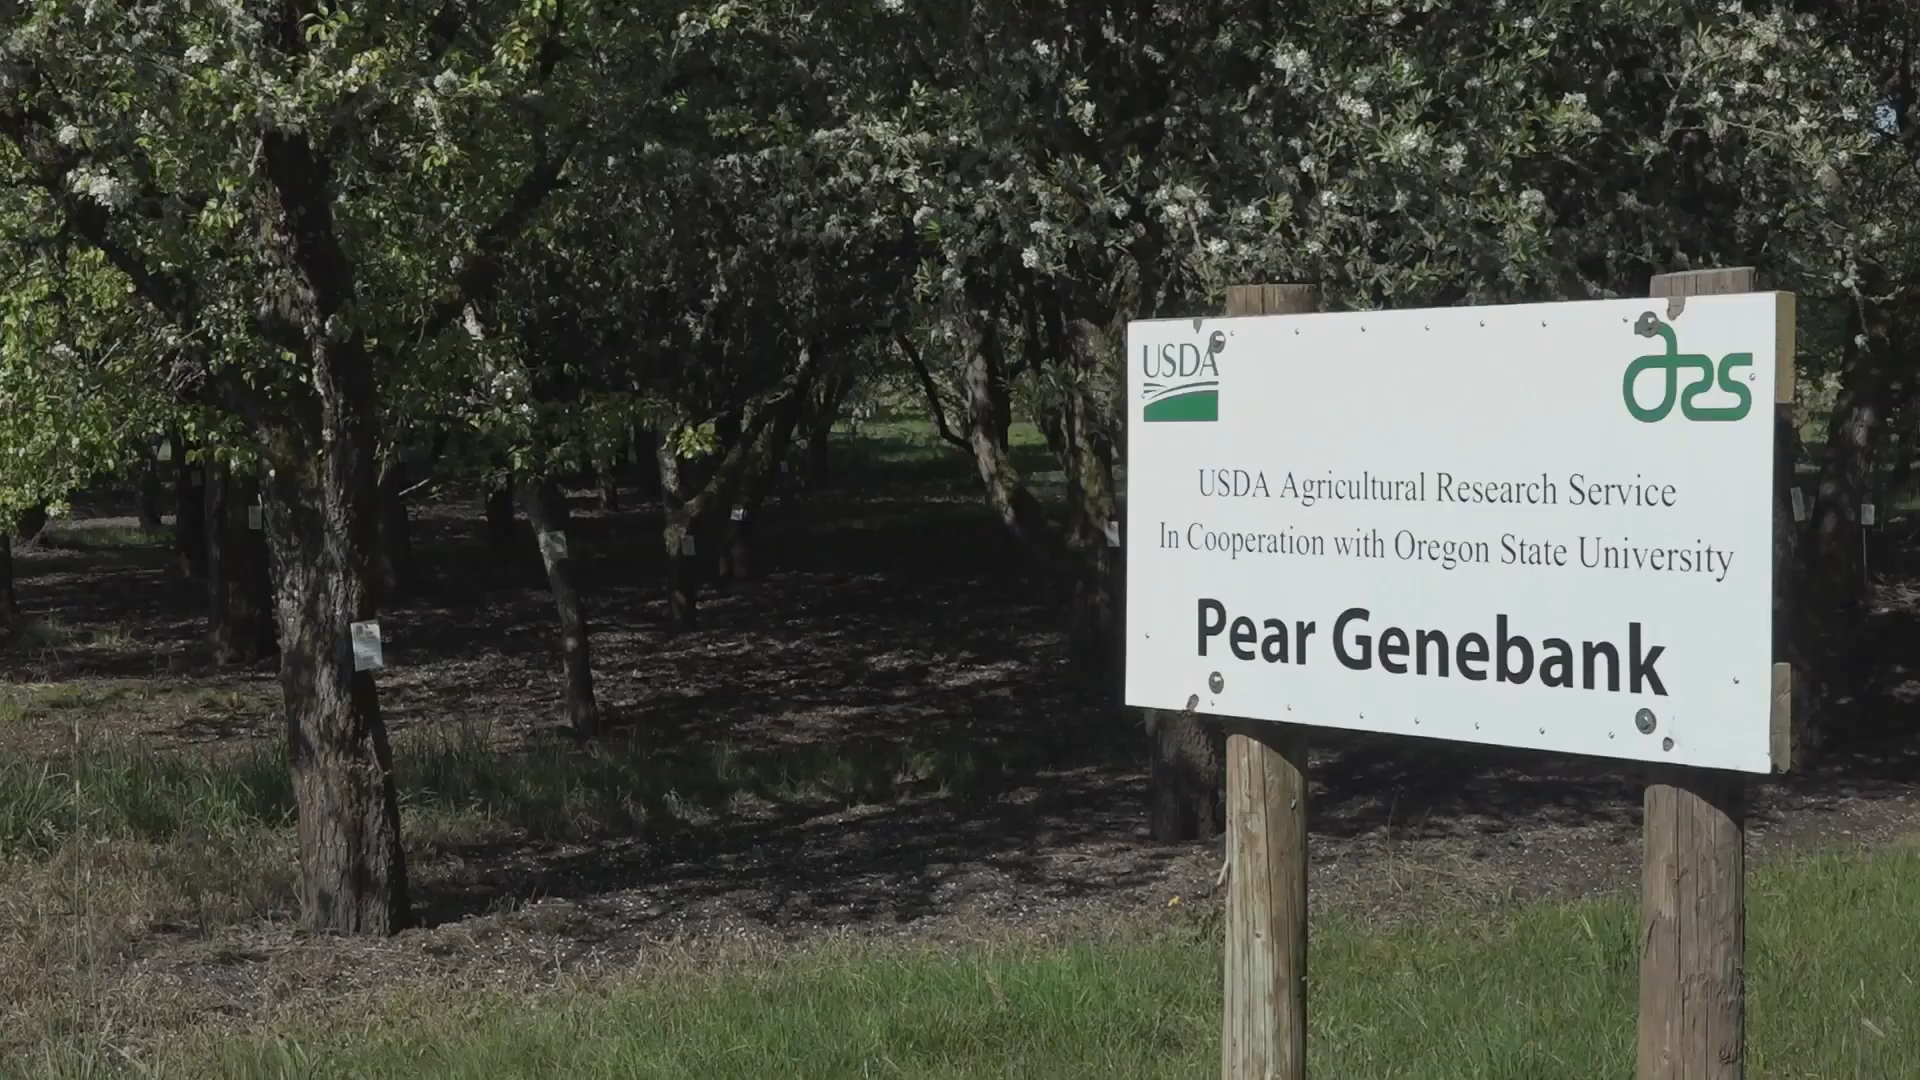 USDA
ars
USDA Agricultural Research Service
In Cooperation with Oregon State University
Pear Genebank